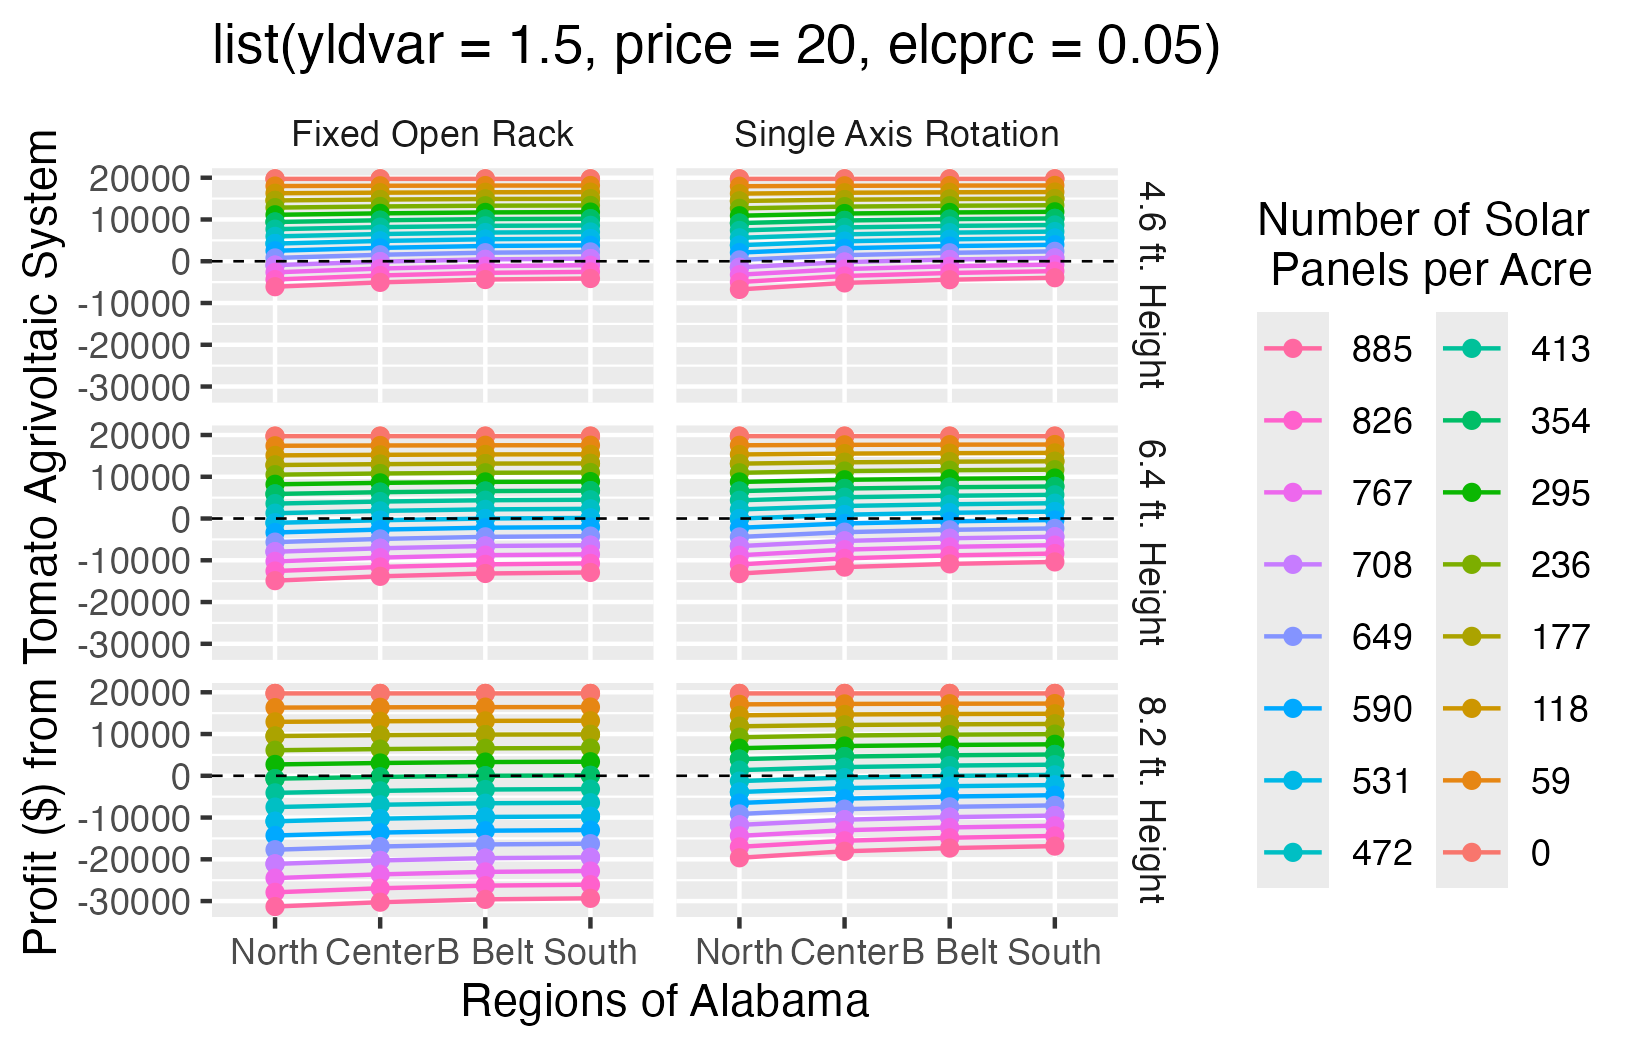 list(yldvar = 1.5, price = 20, elcprc = 0.05)
Fixed Open Rack
Single Axis Rotation
Profit ($) from Tomato Agrivoltaic System
20000
10000
0
-10000
-20000
-30000
4.6 ft. Height
20000
10000
0
-10000
-20000
-30000
6.4 ft. Height
20000
10000
0
-10000
-20000
-30000
8.2 ft. Height
North Center B Belt South
North Center B Belt South
Regions of Alabama
Number of Solar
Panels per Acre
885
826
767
708
649
590
531
472
413
354
295
236
177
118
59
0